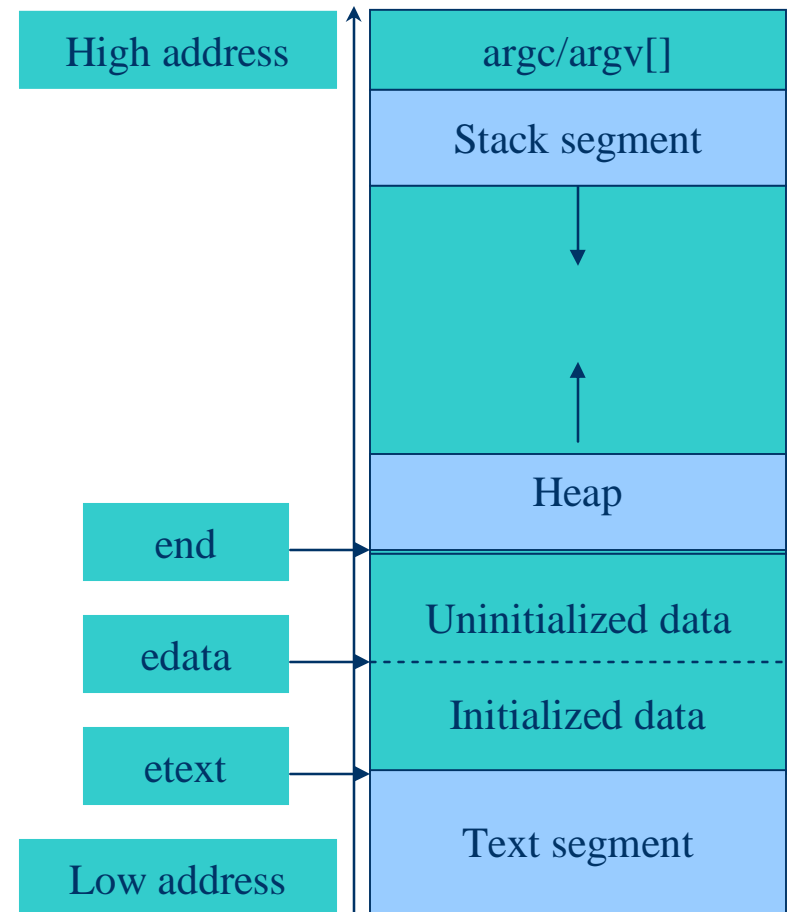 High address
argc/argv[]
Stack segment
Heap
end
Uninitialized data
edata
Initialized data
etext
Text segment
Low address